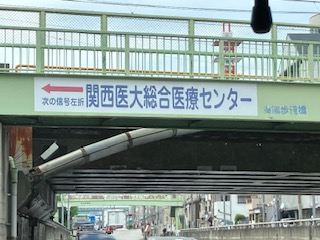 関西医大総合医療センター
次の信号左折
歩道橋